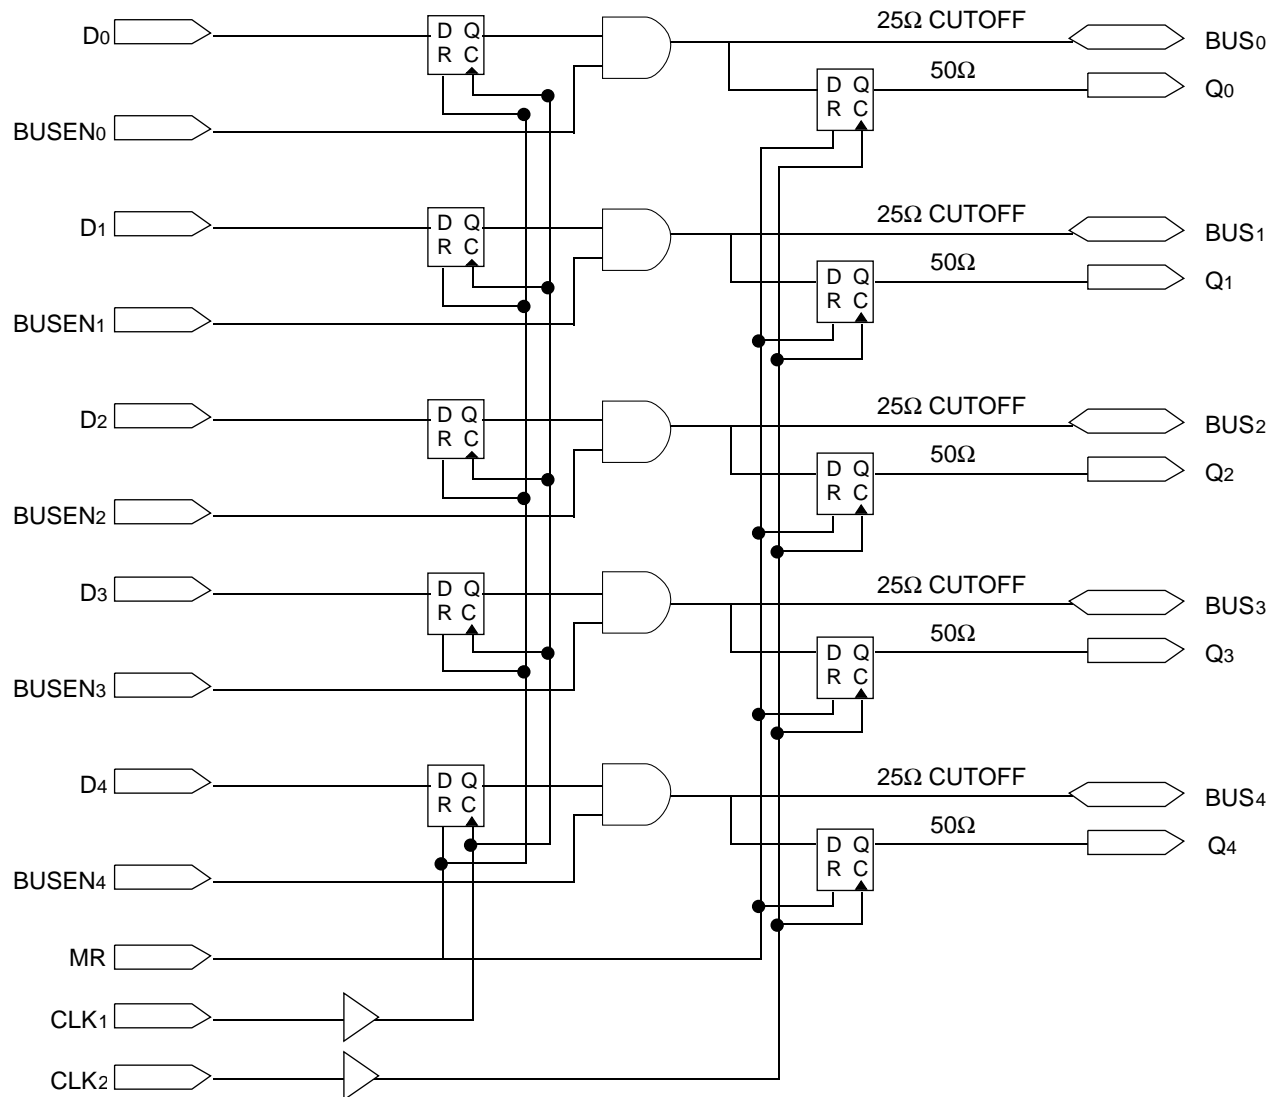 D0
D Q
R C
25Ω CUTOFF
BUS0
D Q
R C
50Ω
Q0
BUSEN0
D1
D Q
R C
25Ω CUTOFF
BUS1
D Q
R C
50Ω
Q1
BUSEN1
D2
D Q
R C
25Ω CUTOFF
BUS2
D Q
R C
50Ω
Q2
BUSEN2
D3
D Q
R C
25Ω CUTOFF
BUS3
D Q
R C
50Ω
Q3
BUSEN3
D4
D Q
R C
25Ω CUTOFF
BUS4
D Q
R C
50Ω
Q4
BUSEN4
MR
CLK1
CLK2